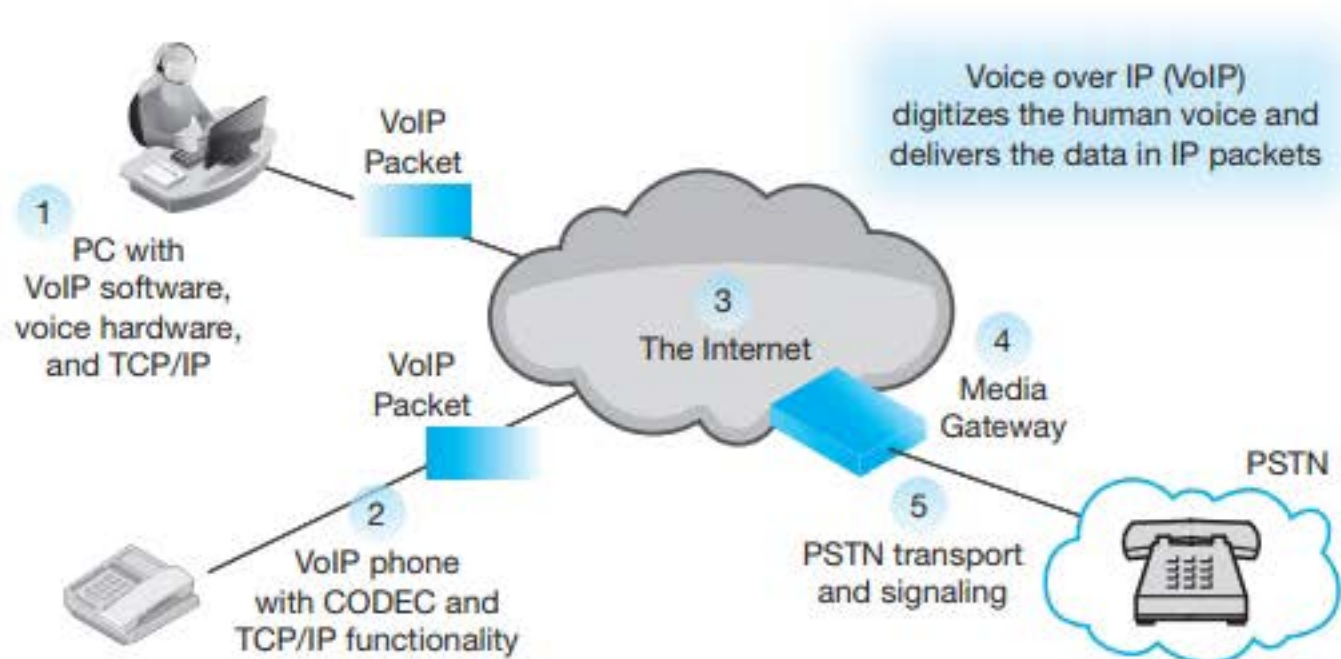 Voice over IP (VoIP)
digitizes the human voice and
delivers the data in IP packets
VoIP
Packet
1
PC with
VoIP software,
voice hardware,
and TCP/IP
3
The Internet
4
Media
Gateway
VoIP
Packet
2
VoIP phone
with CODEC and
TCP/IP functionality
5
PSTN transport
and signaling
PSTN